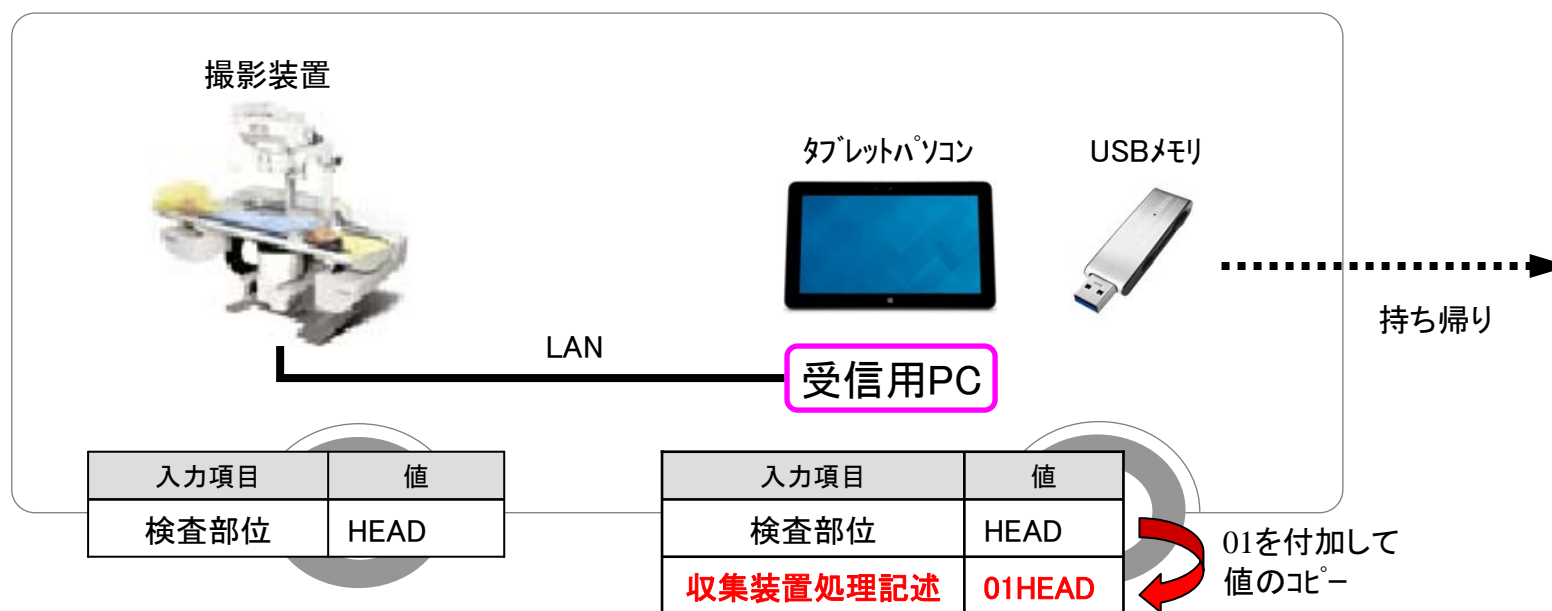 撮影装置
ﾀﾌﾞﾚｯﾄﾊﾟｿｺﾝ
USBﾒﾓﾘ
持ち帰り
LAN
受信用PC
入力項目 値
検査部位 HEAD
入力項目 値
検査部位 HEAD
収集装置処理記述 01HEAD
01を付加して
値のｺﾋﾟｰ